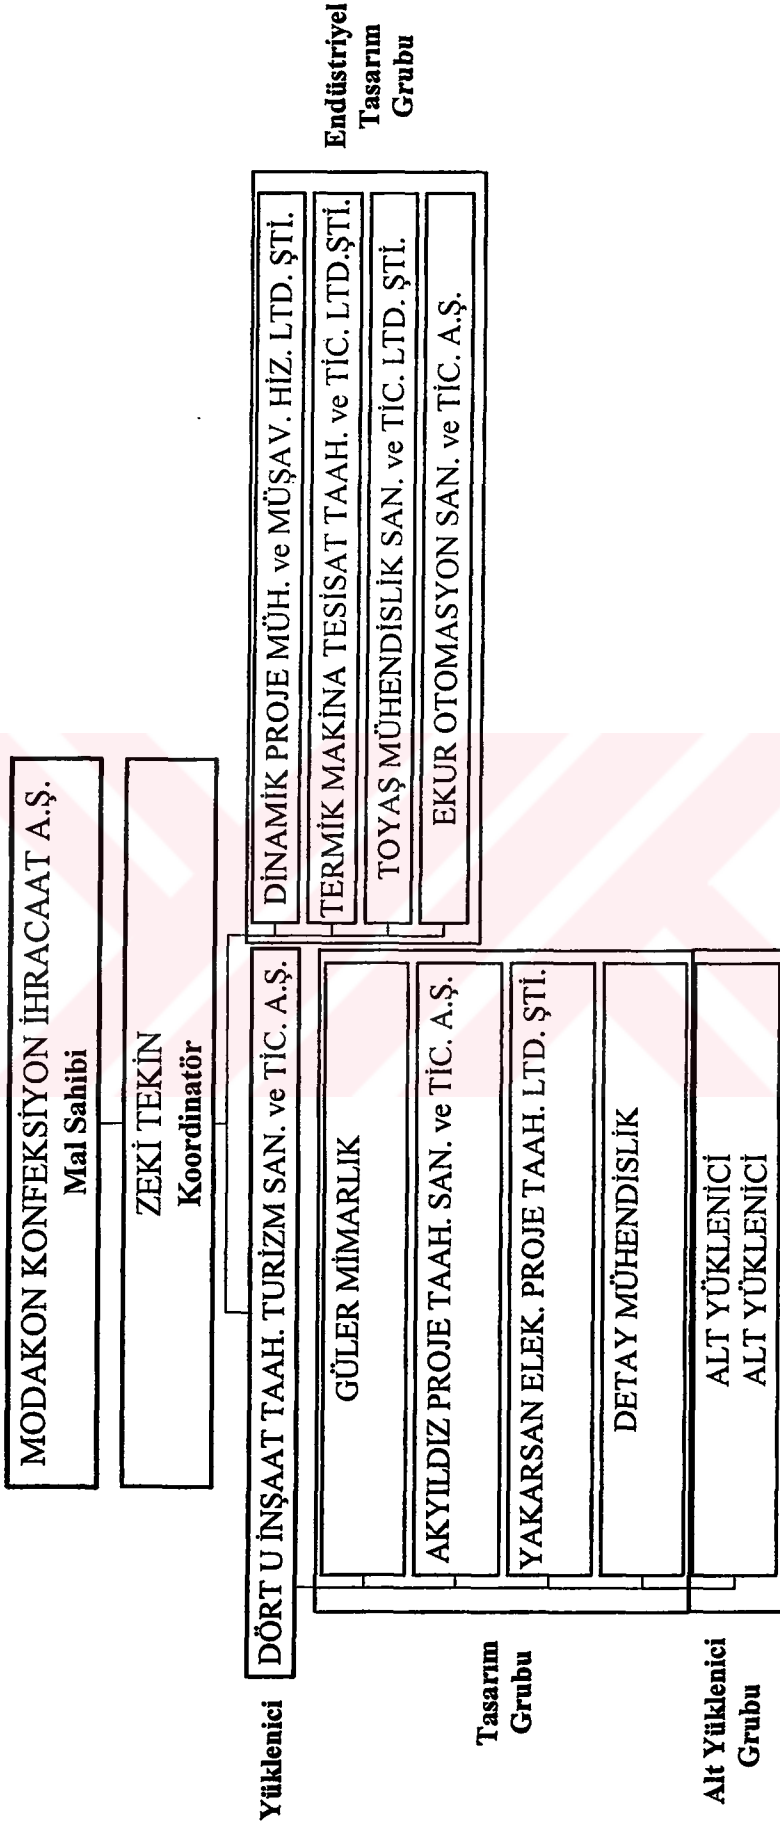 MODAKON KONFEKSİYON İHRACAAT A.Ş.
Mal Sahibi
ZEKİ TEKİN
Koordinatör
Yüklenici
DÖRT U İNŞAAT TAAH. TURİZM SAN. ve TİC. A.Ş.
Tasarım
Grubu
GÜLER MİMARLIK
AKYILDIZ PROJE TAAH. SAN. ve TİC. A.Ş.
YAKARSAN ELEK. PROJE TAAH. LTD. ŞTİ.
DETAY MÜHENDİSLİK
Alt Yüklenici
Grubu
ALT YÜKLENİCİ
ALT YÜKLENİCİ
DİNAMİK PROJE MÜH. ve MÜŞAV. HİZ. LTD. ŞTİ.
TERMİK MAKİNA TESİSAT TAAH. ve TİC. LTD.ŞTİ.
TOYAŞ MÜHENDİSLİK SAN. ve TİC. LTD. ŞTİ.
EKUR OTOMASYON SAN. ve TİC. A.Ş.
Endüstriyel
Tasarım
Grubu